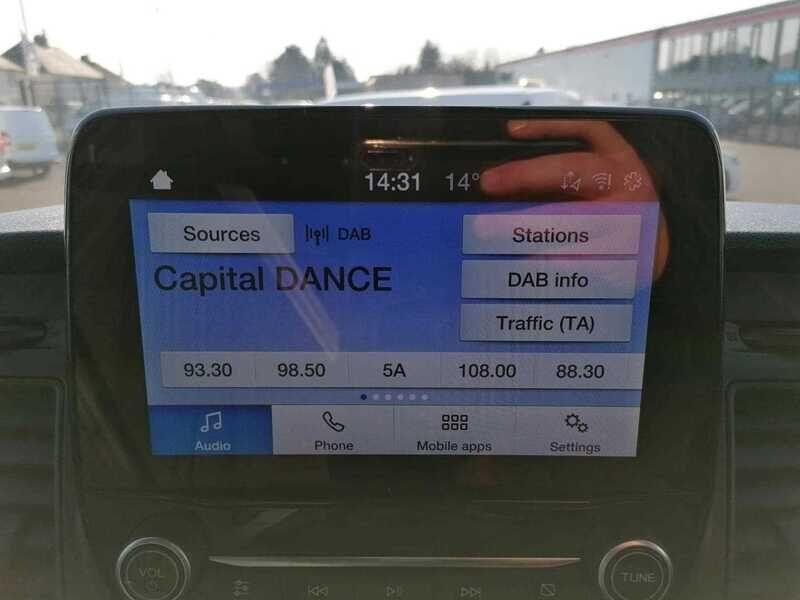 14:31 14°
Sources DAB Stations
Capital DANCE
DAB info
Traffic (TA)
93.30 98.50 5A 108.00 88.30
Audio Phone Mobile apps Settings
VOL TUNE